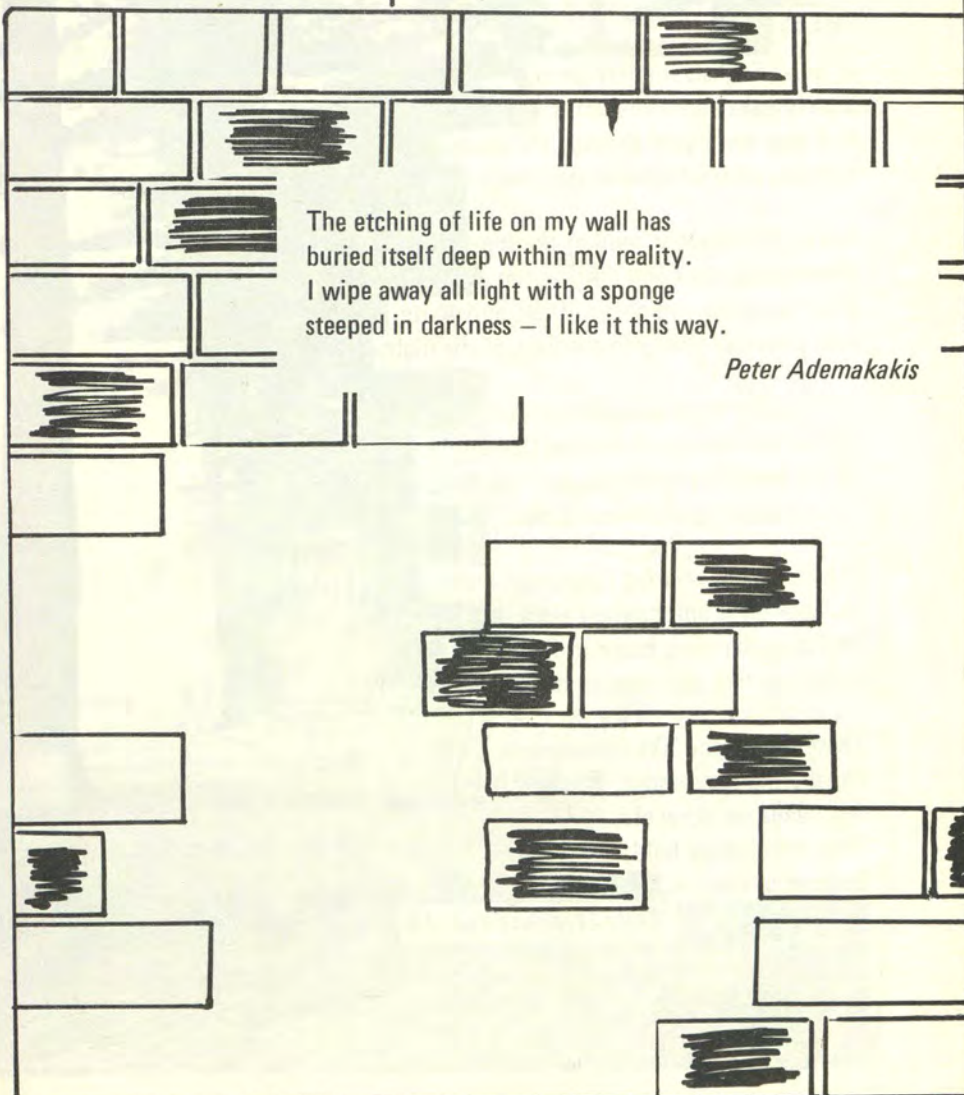 The etching of life on my wall has
buried itself deep within my reality.
I wipe away all light with a sponge
steeped in darkness – I like it this way.
Peter Ademakakis